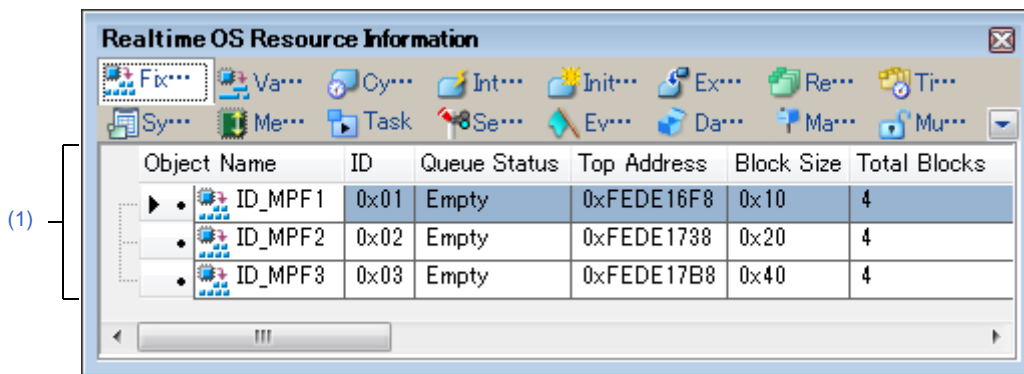 Realtime OS Resource Information
Fix··· Va··· Cy··· Int··· Init··· Ex··· Re··· Ti···
Sy··· Me··· Task Se··· Ev··· Da··· Ma··· Mu···
Object Name ID Queue Status Top Address Block Size Total Blocks
(1)
ID_MPF1 0x01 Empty 0xFEDE16F8 0x10 4
ID_MPF2 0x02 Empty 0xFEDE1738 0x20 4
ID_MPF3 0x03 Empty 0xFEDE17B8 0x40 4